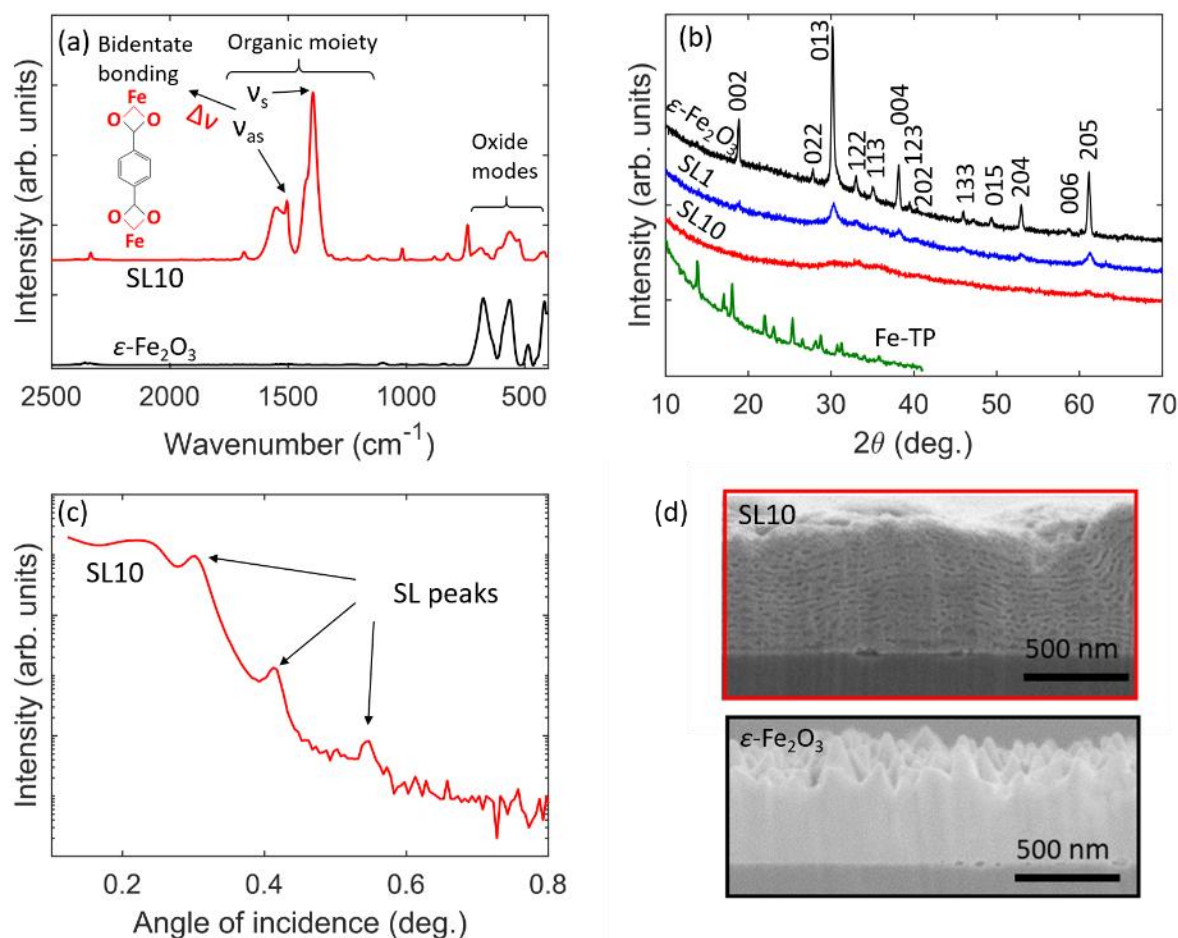 (a)
Bidentate
bonding
Organic moiety
Fe
O O
O O
Fe
Δν
νs
νas
Oxide
modes
SL10
ε-Fe2O3
Intensity (arb. units)
2500 2000 1500 1000 500
Wavenumber (cm-1)
(b)
ε-Fe2O3
SL1
SL10
Fe-TP
002
022
013
122
113
004
123
202
133
015
204
006
205
Intensity (arb. units)
10 20 30 40 50 60 70
2θ (deg.)
(c)
SL10
SL peaks
Intensity (arb. units)
0.2 0.4 0.6 0.8
Angle of incidence (deg.)
(d)
SL10
500 nm
ε-Fe2O3
500 nm